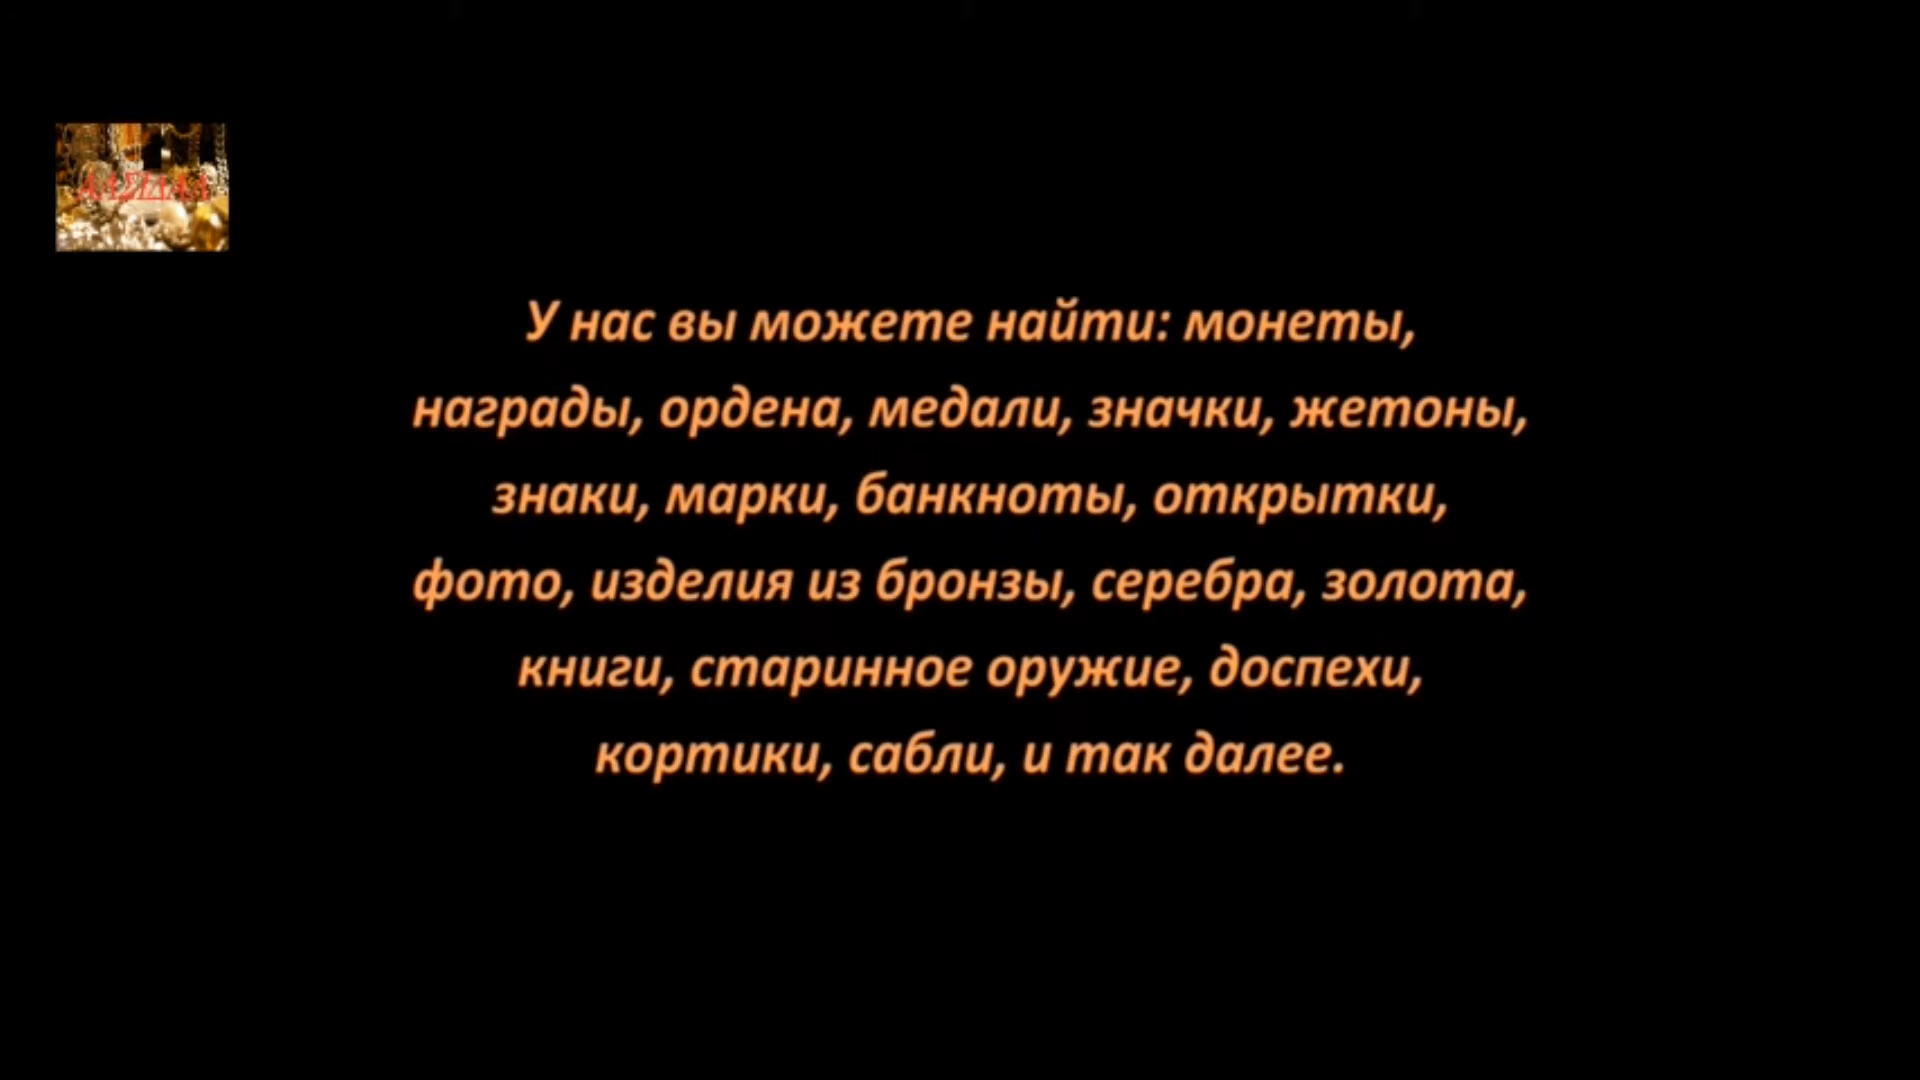 У нас вы можете найти: монеты,
награды, ордена, медали, значки, жетоны,
знаки, марки, банкноты, открытки,
фото, изделия из бронзы, серебра, золота,
книги, старинное оружие, доспехи,
кортики, сабли, и так далее.